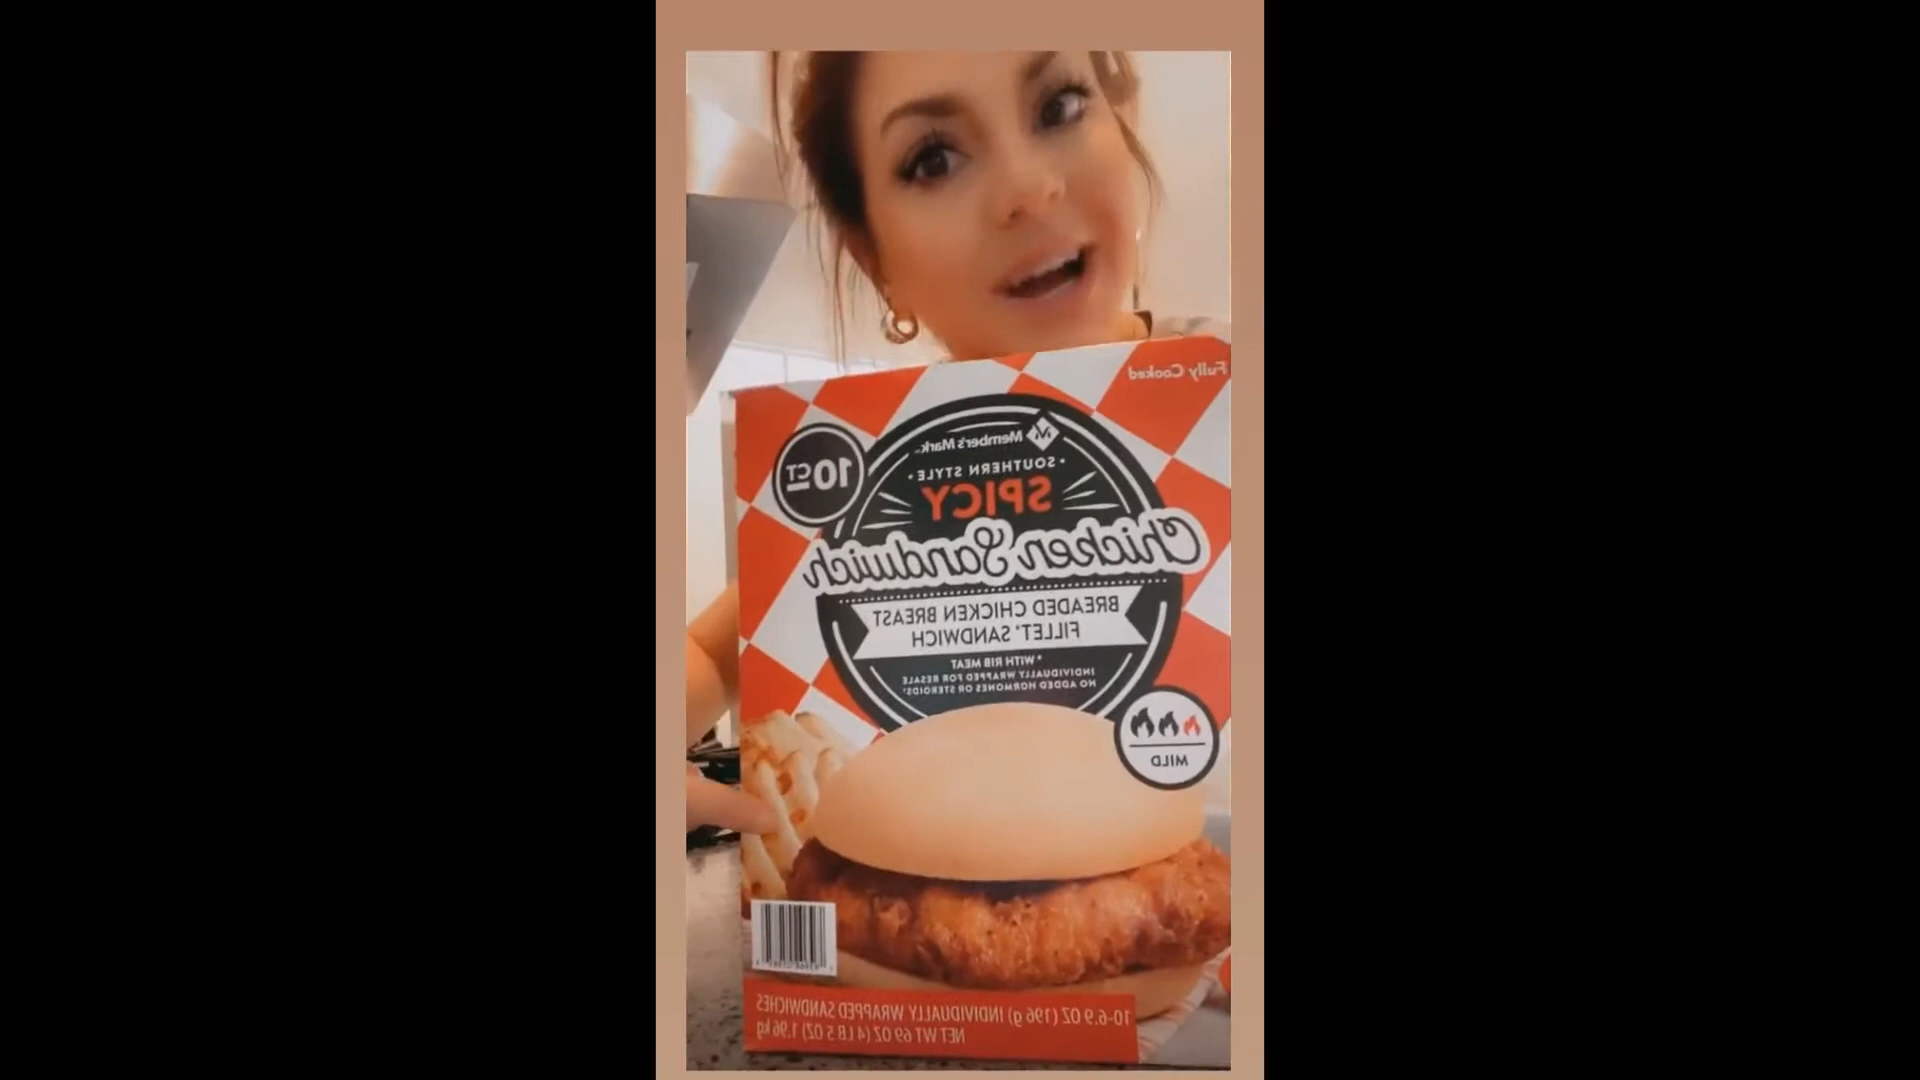 Fully Cooked
Member's Mark
• SOUTHERN STYLE •
SPICY
10 CT
Chicken Sandwich
BREADED CHICKEN BREAST
FILLET* SANDWICH
*WITH RIB MEAT
INDIVIDUALLY WRAPPED FOR RESALE
NO ADDED HORMONES OR STEROIDS†
MILD
10-6.9 OZ (196 g) INDIVIDUALLY WRAPPED SANDWICHES
NET WT 69 OZ (4 LB 5 OZ) 1.96 kg